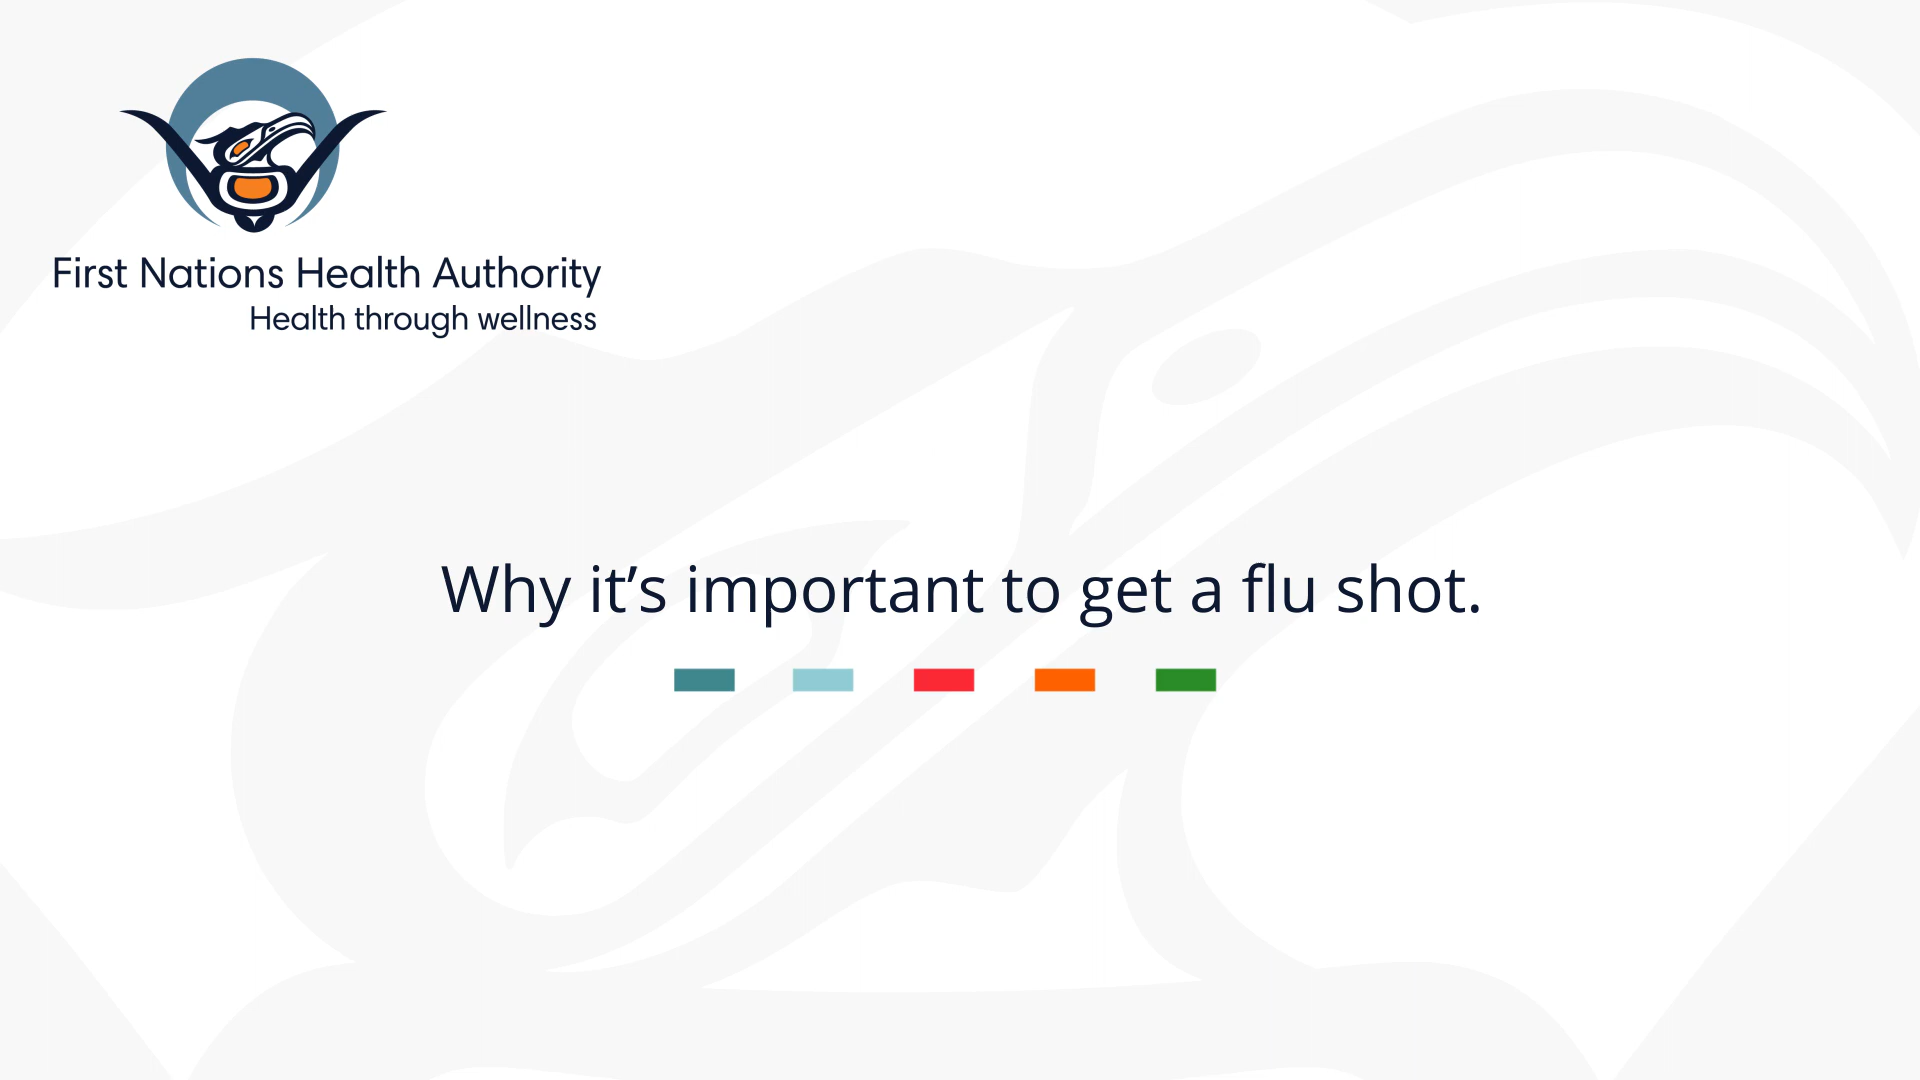 First Nations Health Authority
Health through wellness
Why it’s important to get a flu shot.